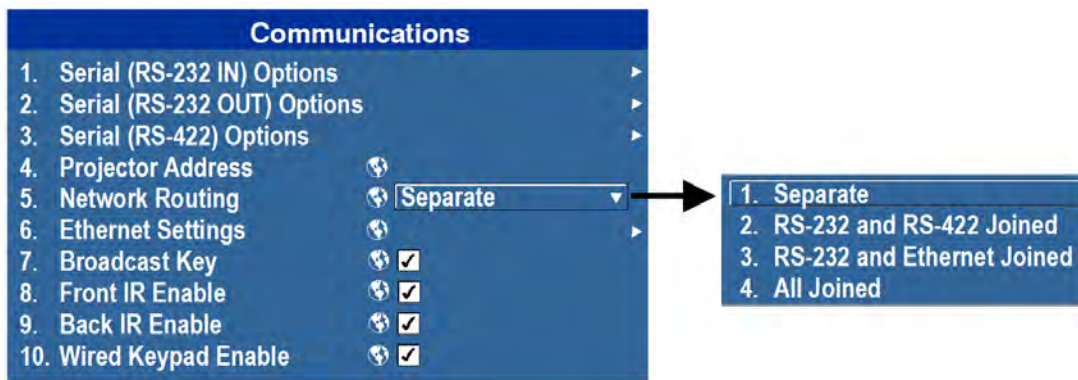 Communications
1. Serial (RS-232 IN) Options
2. Serial (RS-232 OUT) Options
3. Serial (RS-422) Options
4. Projector Address
5. Network Routing Separate
6. Ethernet Settings
7. Broadcast Key
8. Front IR Enable
9. Back IR Enable
10. Wired Keypad Enable
1. Separate
2. RS-232 and RS-422 Joined
3. RS-232 and Ethernet Joined
4. All Joined